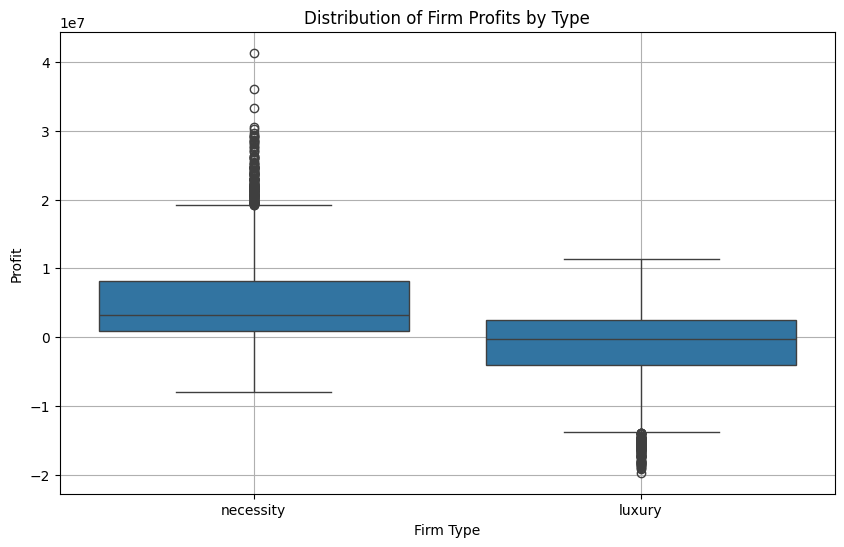 Distribution of Firm Profits by Type
1e7
4
3
2
1
0
−1
−2
Profit
necessity
luxury
Firm Type